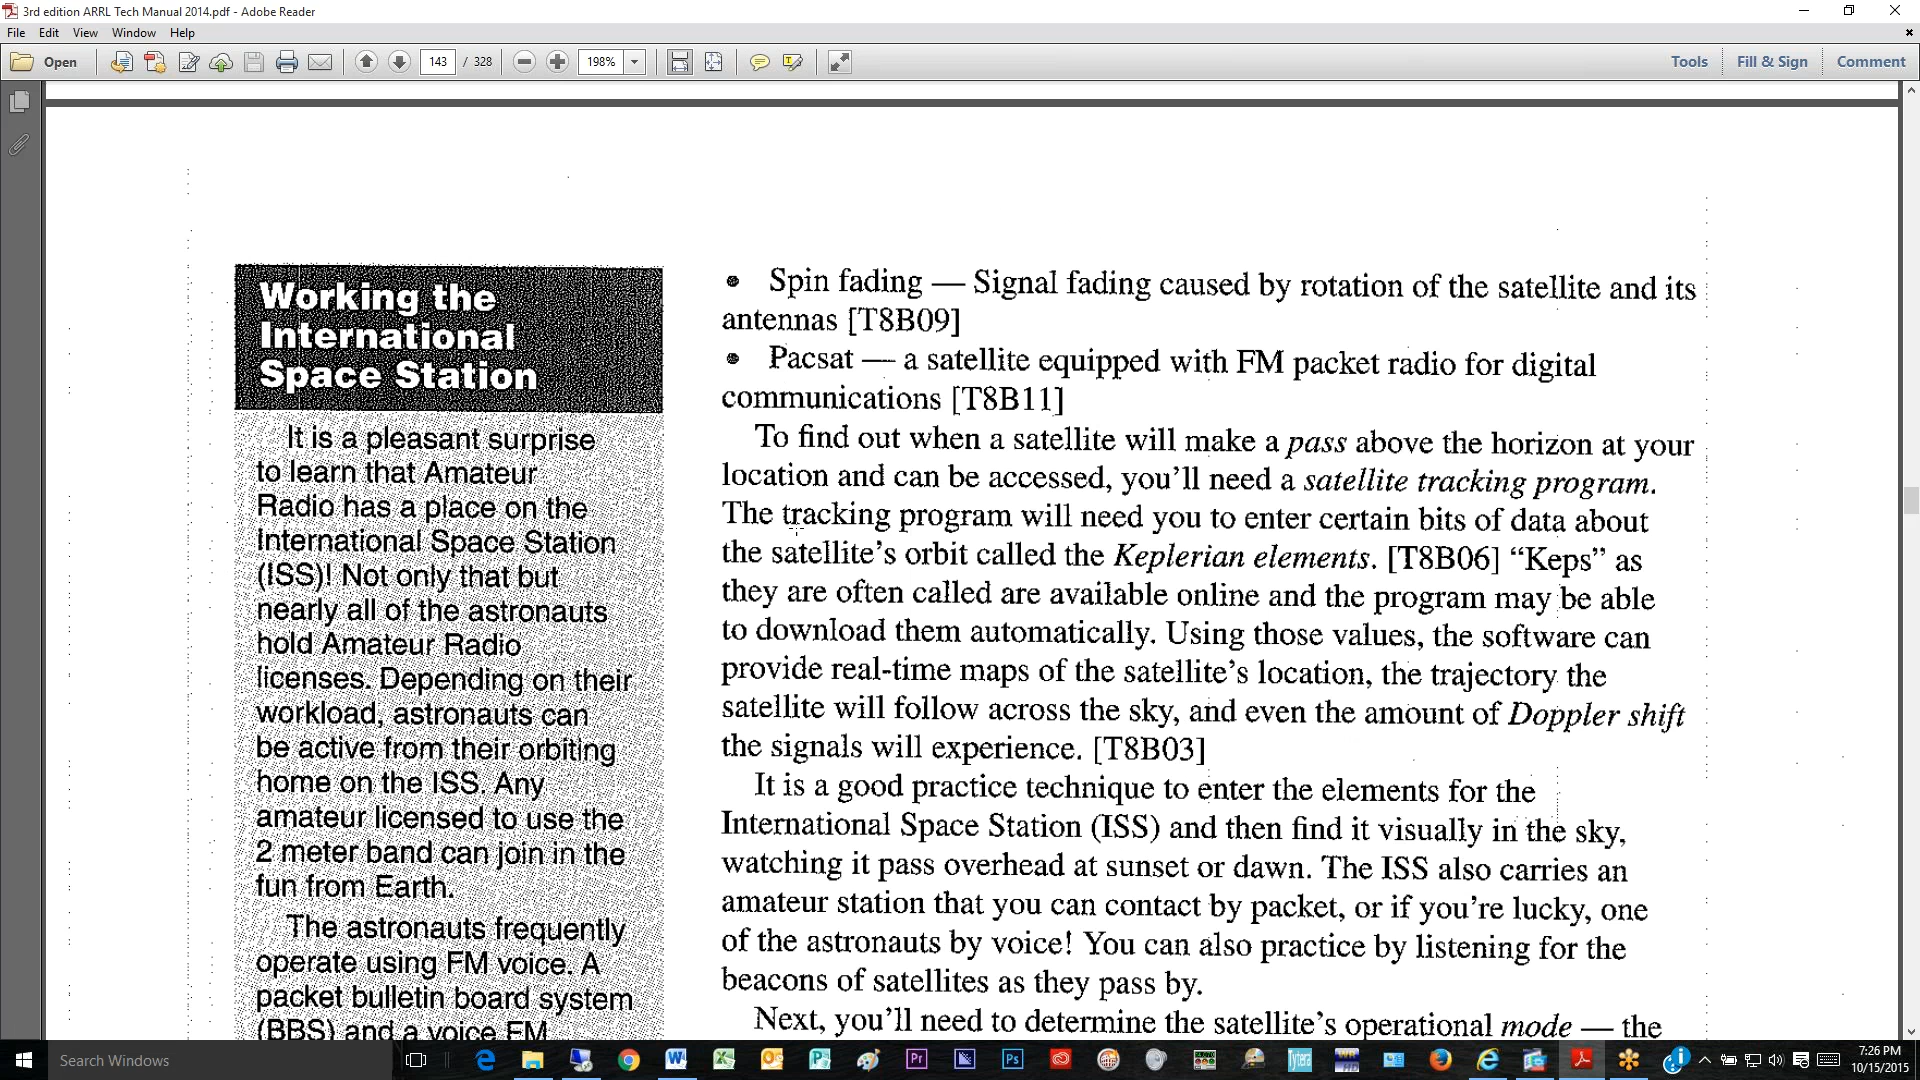 3rd edition ARRL Tech Manual 2014.pdf - Adobe Reader
File Edit View Window Help
Open 143 / 328 198% Tools Fill & Sign Comment
Working the
International
Space Station
It is a pleasant surprise
to learn that Amateur
Radio has a place on the
International Space Station
(ISS)! Not only that but
nearly all of the astronauts
hold Amateur Radio
licenses. Depending on their
workload, astronauts can
be active from their orbiting
home on the ISS. Any
amateur licensed to use the
2 meter band can join in the
fun from Earth.
The astronauts frequently
operate using FM voice. A
packet bulletin board system
(BBS) and a voice FM
• Spin fading — Signal fading caused by rotation of the satellite and its
antennas [T8B09]
• Pacsat — a satellite equipped with FM packet radio for digital
communications [T8B11]
To find out when a satellite will make a pass above the horizon at your
location and can be accessed, you’ll need a satellite tracking program.
The tracking program will need you to enter certain bits of data about
the satellite’s orbit called the Keplerian elements. [T8B06] “Keps” as
they are often called are available online and the program may be able
to download them automatically. Using those values, the software can
provide real-time maps of the satellite’s location, the trajectory the
satellite will follow across the sky, and even the amount of Doppler shift
the signals will experience. [T8B03]
It is a good practice technique to enter the elements for the
International Space Station (ISS) and then find it visually in the sky,
watching it pass overhead at sunset or dawn. The ISS also carries an
amateur station that you can contact by packet, or if you’re lucky, one
of the astronauts by voice! You can also practice by listening for the
beacons of satellites as they pass by.
Next, you’ll need to determine the satellite’s operational mode — the
Search Windows
Pr
Ps
Tytera
7:26 PM
10/15/2015